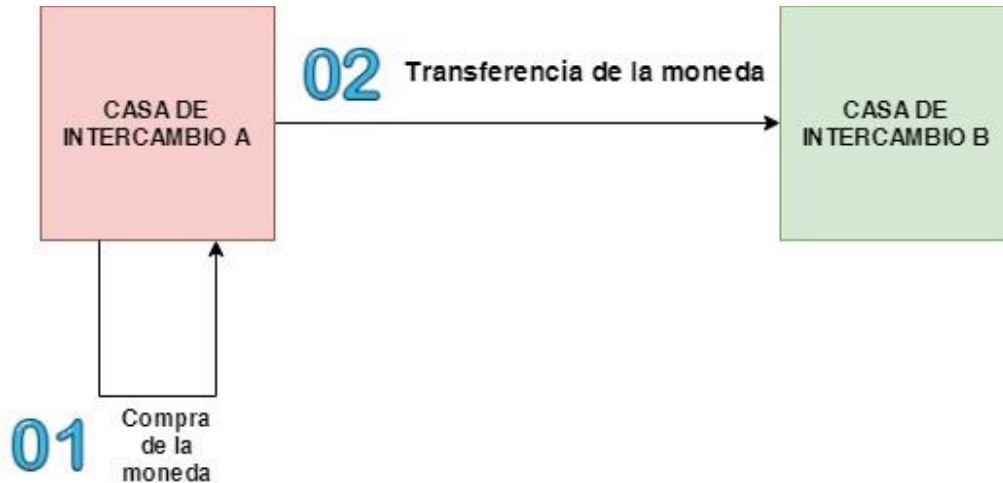 CASA DE
INTERCAMBIO A
02
Transferencia de la moneda
CASA DE
INTERCAMBIO B
01
Compra
de la
moneda